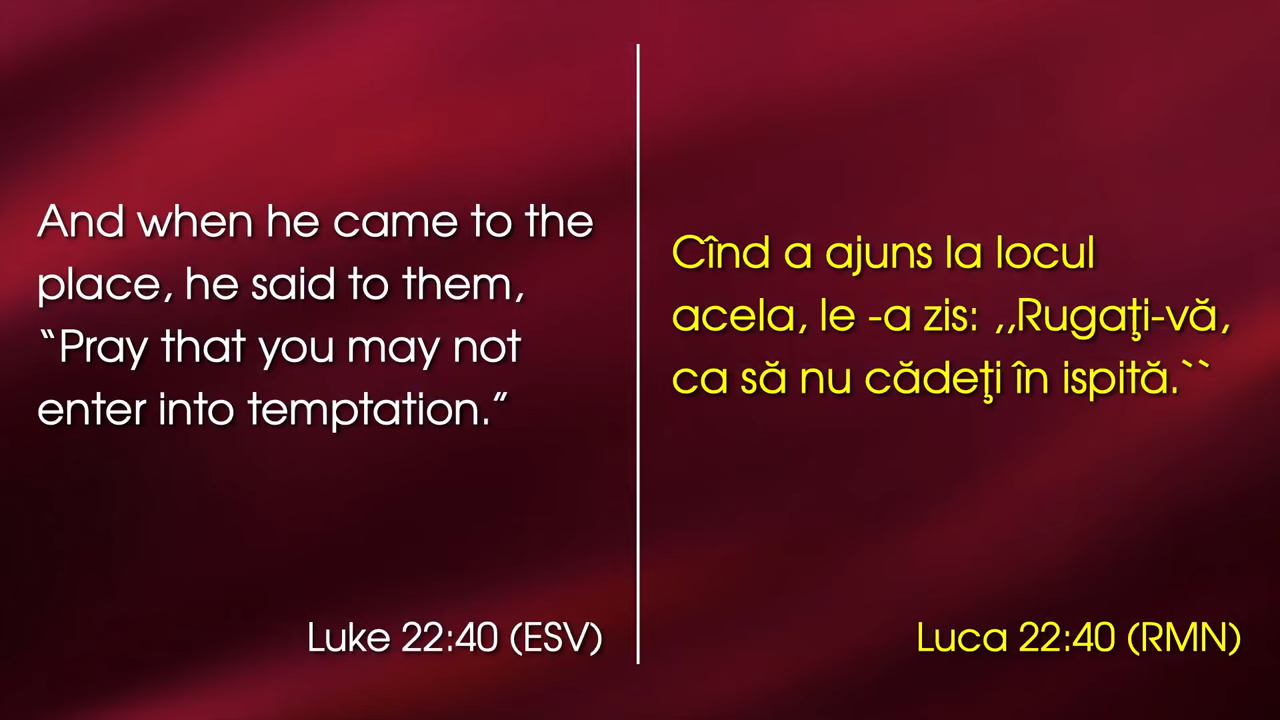 And when he came to the
place, he said to them,
“Pray that you may not
enter into temptation.”
Luke 22:40 (ESV)
Cînd a ajuns la locul
acela, le -a zis: ,,Rugaţi-vă,
ca să nu cădeţi în ispită.``
Luca 22:40 (RMN)